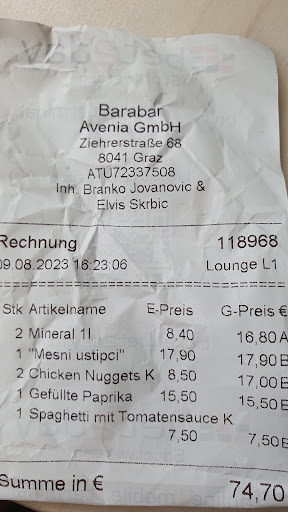 Barabar
Avenia GmbH
Ziehrerstraße 68
8041 Graz
ATU72337508
Inh. Branko Jovanovic &
Elvis Skrbic
Rechnung 118968
09.08.2023 16:23:06 Lounge L1
Stk Artikelname E-Preis G-Preis €
2 Mineral 1l 8,40 16,80 A
1 "Mesni ustipci" 17,90 17,90 B
2 Chicken Nuggets K 8,50 17,00 B
1 Gefüllte Paprika 15,50 15,50 B
1 Spaghetti mit Tomatensauce K
7,50 7,50 B
Summe in € 74,70